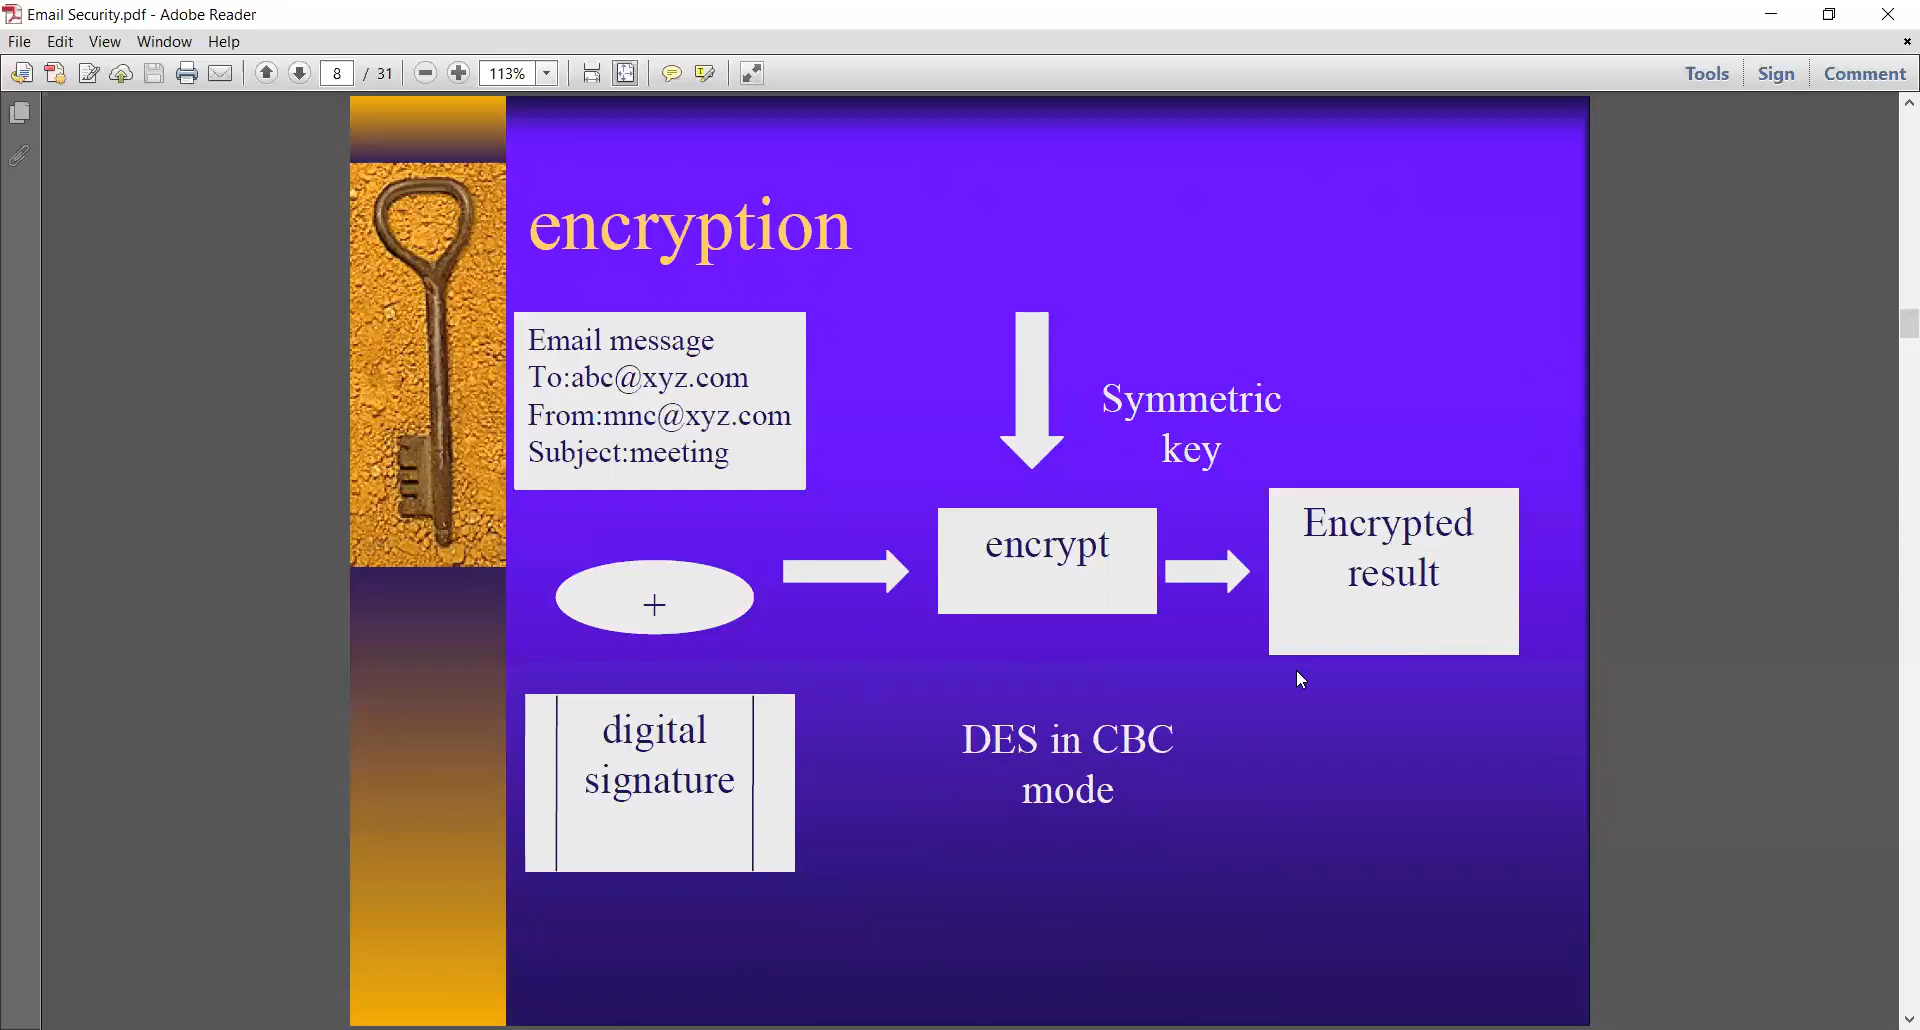 Email Security.pdf - Adobe Reader
File Edit View Window Help
8 / 31 113% Tools Sign Comment
encryption
Email message
To:abc@xyz.com
From:mnc@xyz.com
Subject:meeting
Symmetric
key
encrypt
Encrypted
result
+
digital
signature
DES in CBC
mode